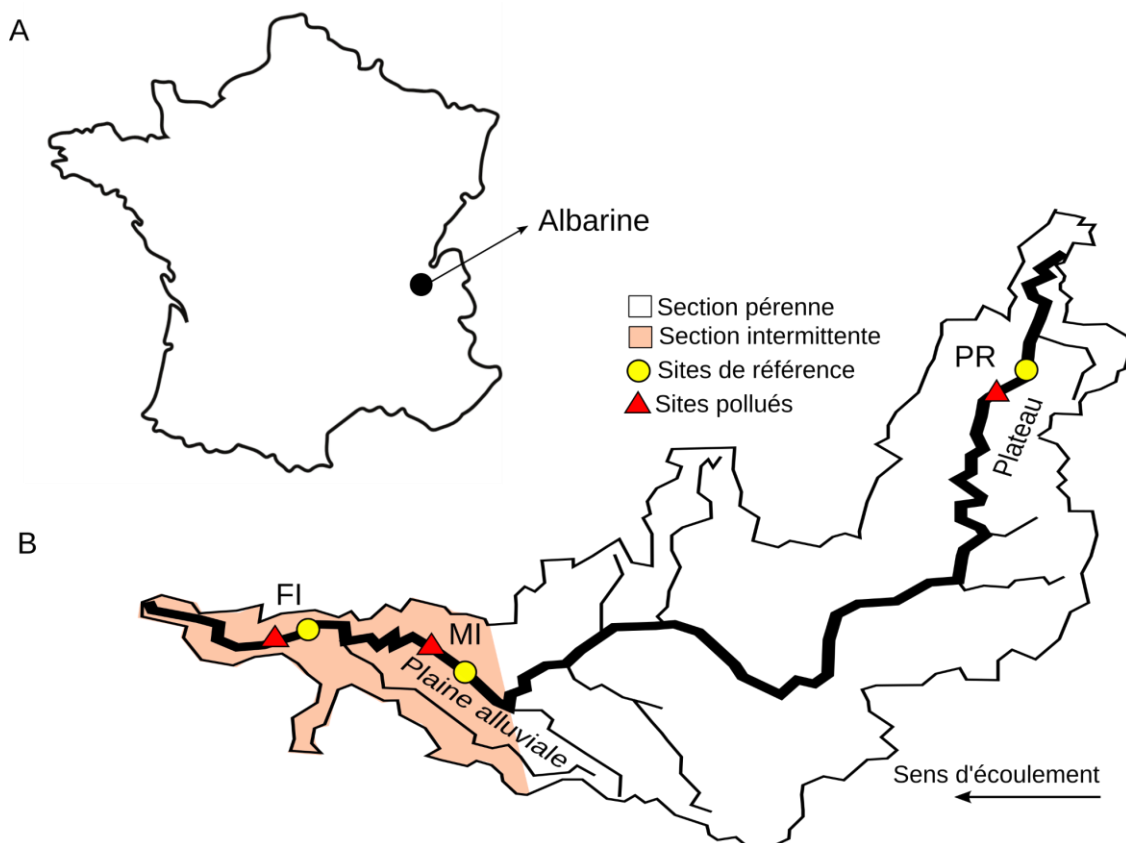 A
Albarine
Section pérenne
Section intermittente
Sites de référence
Sites pollués
PR
Plateau
B
FI
MI
Plaine alluviale
Sens d'écoulement